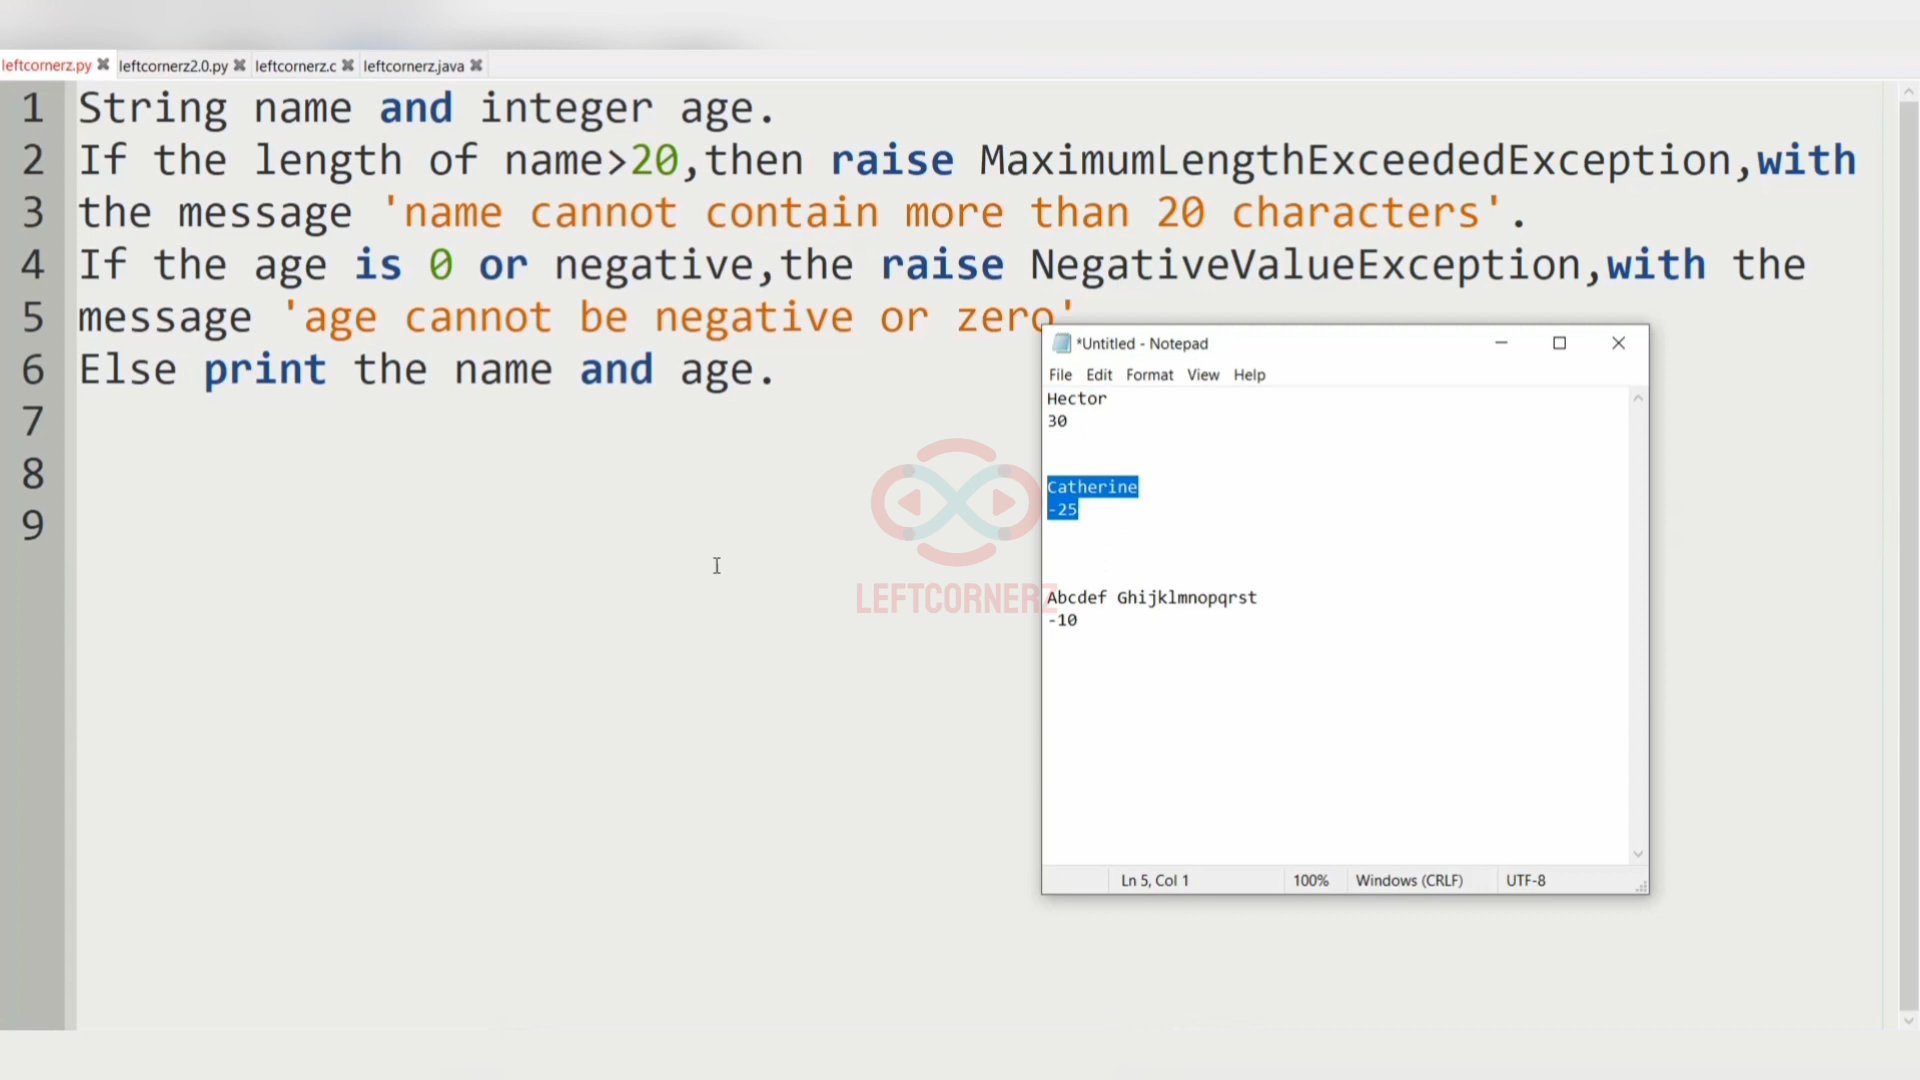 leftcornerz.py leftcornerz2.0.py leftcornerz.c leftcornerz.java
1 String name and integer age.
2 If the length of name>20,then raise MaximumLengthExceededException,with
3 the message 'name cannot contain more than 20 characters'.
4 If the age is 0 or negative,the raise NegativeValueException,with the
5 message 'age cannot be negative or zero'
6 Else print the name and age.
7
8
9
LEFTCORNERZ
*Untitled - Notepad
File Edit Format View Help
Hector
30
Catherine
-25
Abcdef Ghijklmnopqrst
-10
Ln 5, Col 1 100% Windows (CRLF) UTF-8